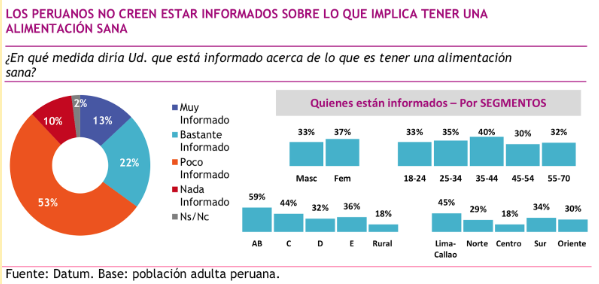 LOS PERUANOS NO CREEN ESTAR INFORMADOS SOBRE LO QUE IMPLICA TENER UNA
ALIMENTACIÓN SANA
¿En qué medida diría Ud. que está informado acerca de lo que es tener una alimentación
sana?
2%
13%
10%
22%
53%
Muy
Informado
Bastante
Informado
Poco
Informado
Nada
Informado
Ns/Nc
Quienes están informados – Por SEGMENTOS
33% 37%
Masc Fem
33% 35% 40% 30% 32%
18-24 25-34 35-44 45-54 55-70
59% 44% 32% 36% 18%
AB C D E Rural
45% 29% 18% 34% 30%
Lima- Norte Centro Sur Oriente
Callao
Fuente: Datum. Base: población adulta peruana.